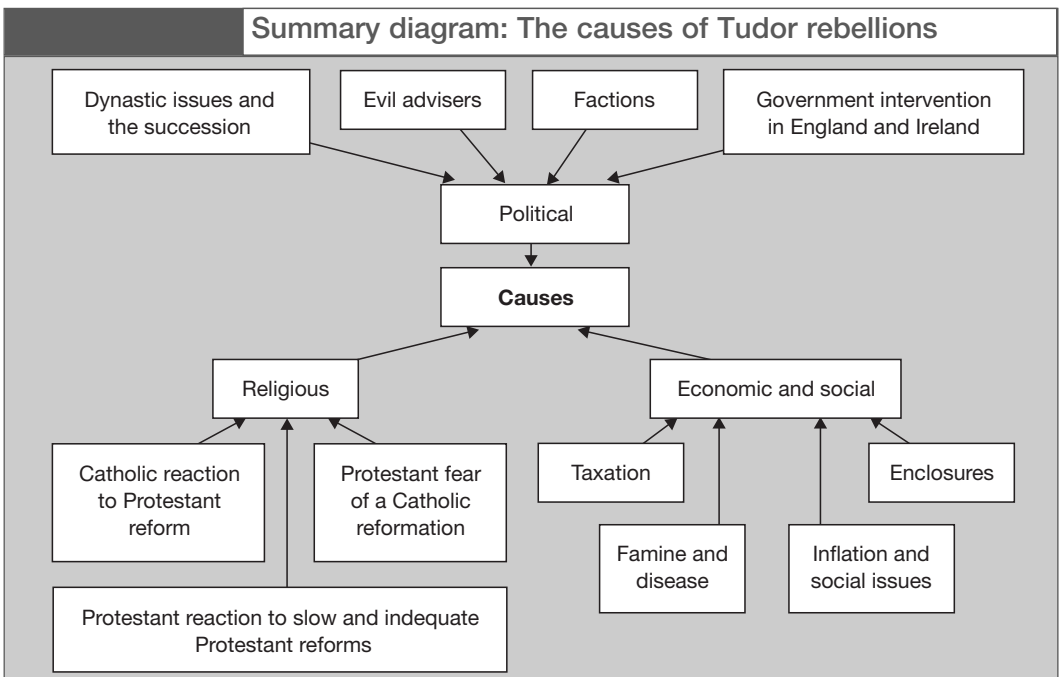 Summary diagram: The causes of Tudor rebellions
Dynastic issues and
the succession
Evil advisers
Factions
Government intervention
in England and Ireland
Political
Causes
Religious
Economic and social
Catholic reaction
to Protestant
reform
Protestant fear
of a Catholic
reformation
Taxation
Enclosures
Famine and
disease
Inflation and
social issues
Protestant reaction to slow and indequate
Protestant reforms